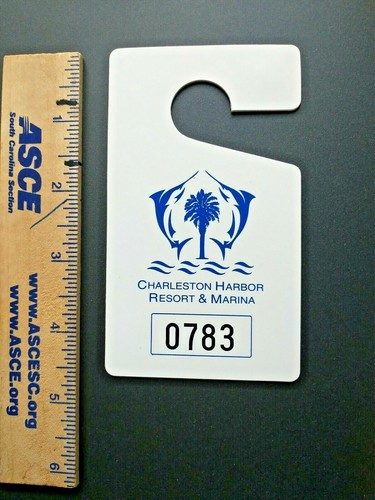 ASCE
South Carolina Section
www.ASCESC.org
www.ASCE.org
1
2
3
4
5
6
CHARLESTON HARBOR
RESORT & MARINA
0783